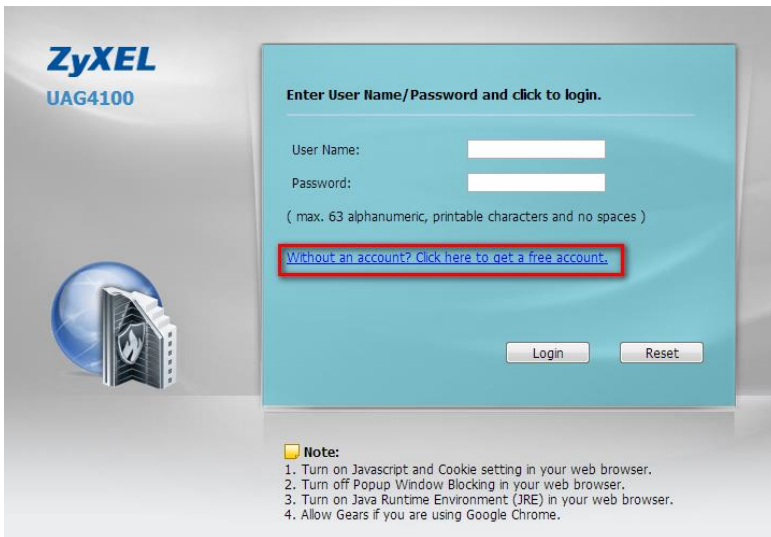 ZyXEL
UAG4100
Enter User Name/Password and click to login.
User Name:
Password:
( max. 63 alphanumeric, printable characters and no spaces )
Without an account? Click here to get a free account.
Login Reset
Note:
1. Turn on Javascript and Cookie setting in your web browser.
2. Turn off Popup Window Blocking in your web browser.
3. Turn on Java Runtime Environment (JRE) in your web browser.
4. Allow Gears if you are using Google Chrome.